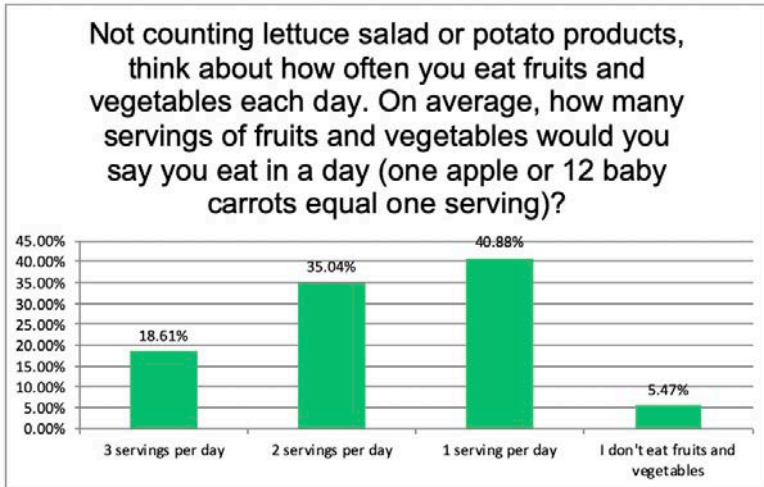 Not counting lettuce salad or potato products,
think about how often you eat fruits and
vegetables each day. On average, how many
servings of fruits and vegetables would you
say you eat in a day (one apple or 12 baby
carrots equal one serving)?
45.00%
40.00%
35.00%
30.00%
25.00%
20.00%
15.00%
10.00%
5.00%
0.00%
18.61%
35.04%
40.88%
5.47%
3 servings per day
2 servings per day
1 serving per day
I don't eat fruits and
vegetables